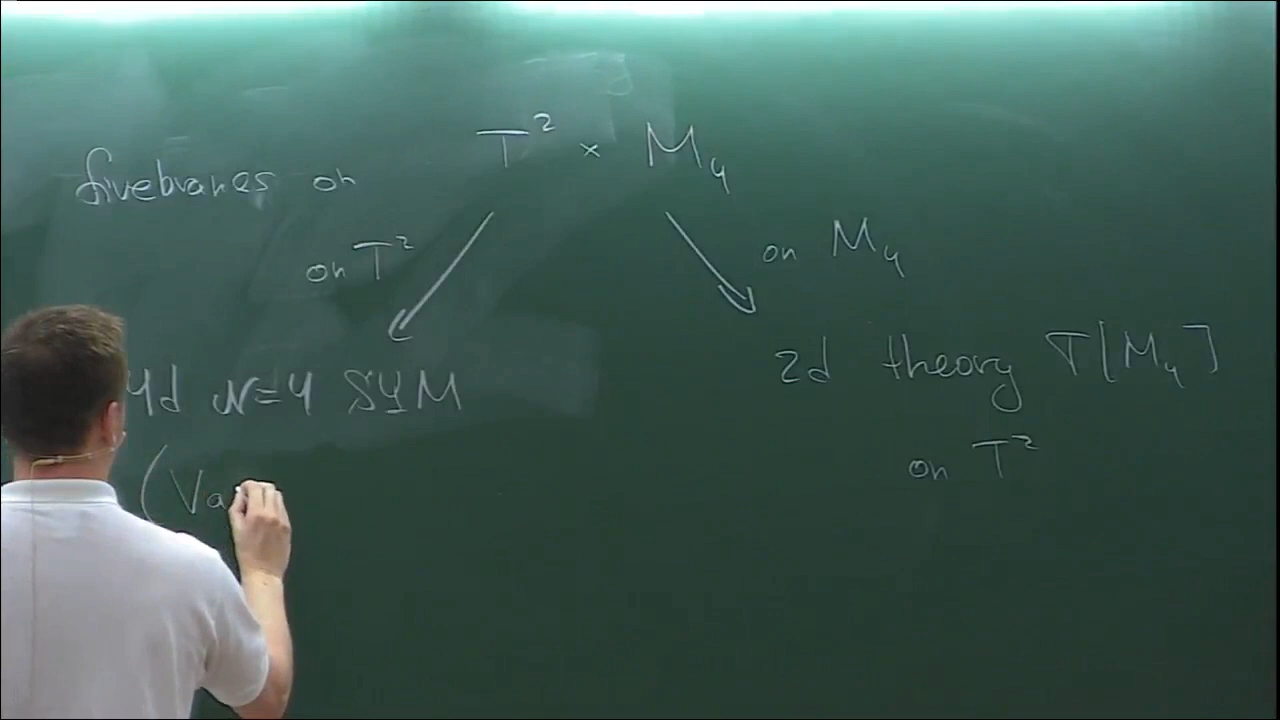 fivebranes on T² × M₄
on T²
on M₄
4d N=4 SYM
2d theory T[M₄]
on T²
(Va